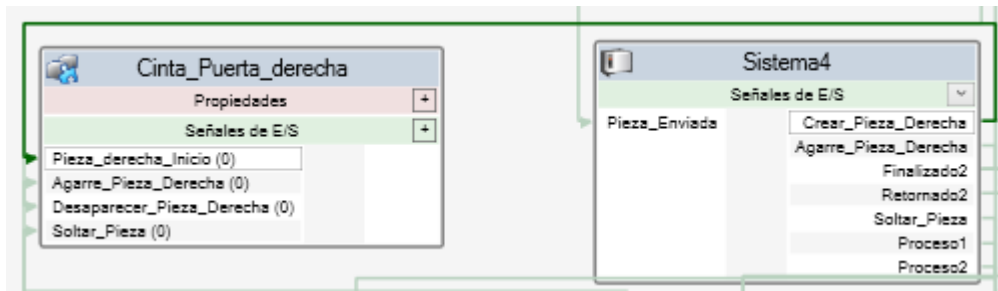 Cinta_Puerta_derecha
Propiedades
+
Señales de E/S
+
Pieza_derecha_Inicio (0)
Agarre_Pieza_Derecha (0)
Desaparecer_Pieza_Derecha (0)
Soltar_Pieza (0)
Sistema4
Señales de E/S
Pieza_Enviada
Crear_Pieza_Derecha
Agarre_Pieza_Derecha
Finalizado2
Retornado2
Soltar_Pieza
Proceso1
Proceso2